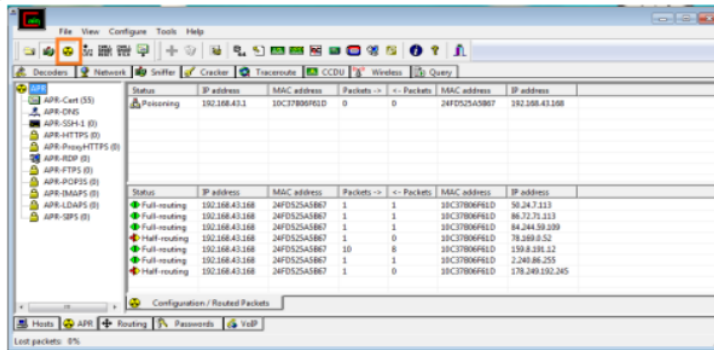 File View Configure Tools Help
Decoders Network Sniffer Cracker Traceroute CCDU Wireless Query
APR
APR-Cert (55)
APR-DNS
APR-SSH-1 (0)
APR-HTTPS (0)
APR-ProxyHTTPS (0)
APR-RDP (0)
APR-FTPS (0)
APR-POP3S (0)
APR-IMAPS (0)
APR-LDAPS (0)
APR-SIPS (0)
Status IP address MAC address Packets -> <- Packets MAC address IP address
Poisoning 192.168.43.1 10C37B06F61D 0 0 24FD525A5B67 192.168.43.168
Status IP address MAC address Packets -> <- Packets MAC address IP address
Full-routing 192.168.43.168 24FD525A5B67 1 1 10C37B06F61D 50.24.7.113
Full-routing 192.168.43.168 24FD525A5B67 1 1 10C37B06F61D 86.72.71.113
Full-routing 192.168.43.168 24FD525A5B67 1 1 10C37B06F61D 84.244.59.109
Half-routing 192.168.43.168 24FD525A5B67 1 0 10C37B06F61D 78.169.0.52
Full-routing 192.168.43.168 24FD525A5B67 10 8 10C37B06F61D 159.8.191.12
Full-routing 192.168.43.168 24FD525A5B67 1 1 10C37B06F61D 2.240.86.255
Half-routing 192.168.43.168 24FD525A5B67 1 0 10C37B06F61D 178.249.192.245
Configuration / Routed Packets
Hosts APR Routing Passwords VoIP
Lost packets: 0%